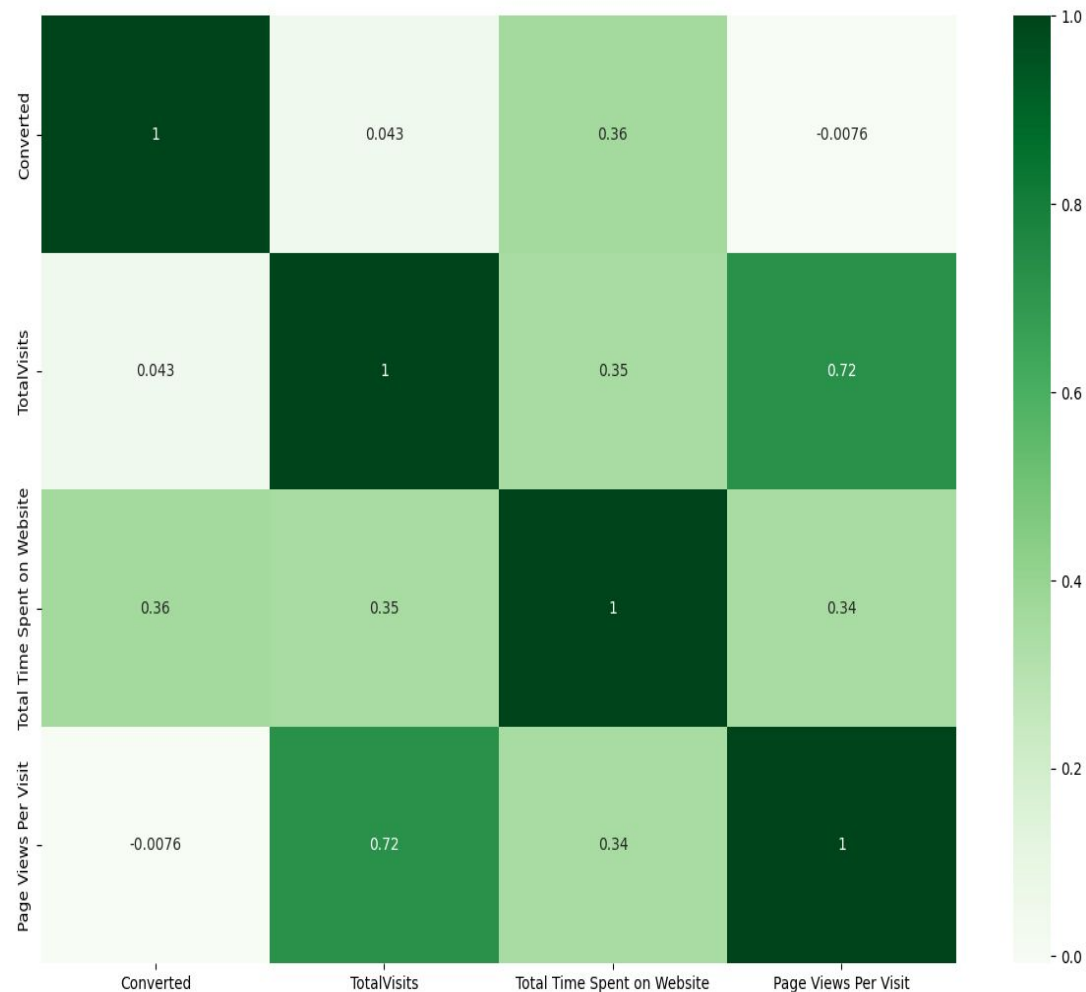 1.0
Converted
1 0.043 0.36 -0.0076
0.8
TotalVisits
0.043 1 0.35 0.72
0.6
Total Time Spent on Website
0.36 0.35 1 0.34
0.4
0.2
Page Views Per Visit
-0.0076 0.72 0.34 1
0.0
Converted TotalVisits Total Time Spent on Website Page Views Per Visit